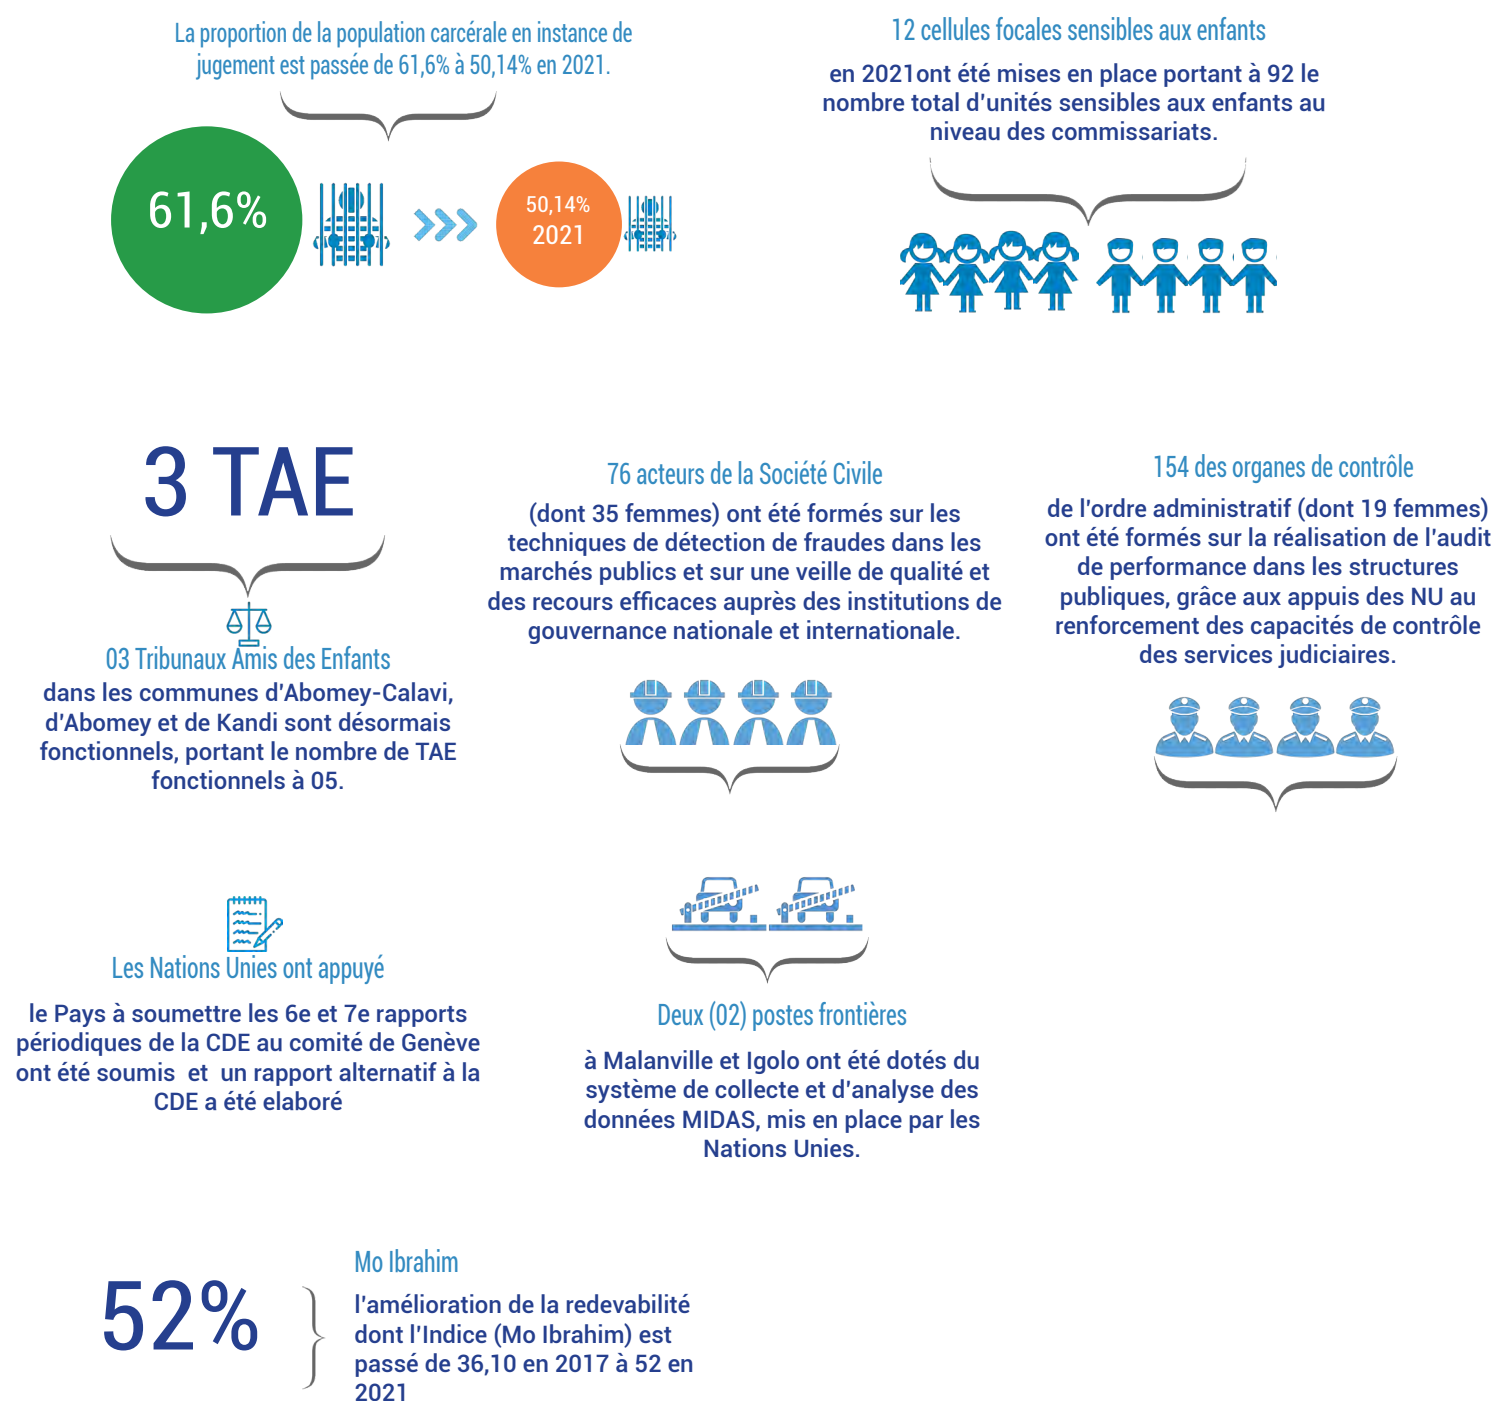 La proportion de la population carcérale en instance de
jugement est passée de 61,6% à 50,14% en 2021.
61,6%
50,14%
2021
12 cellules focales sensibles aux enfants
en 2021ont été mises en place portant à 92 le
nombre total d'unités sensibles aux enfants au
niveau des commissariats.
3 TAE
03 Tribunaux Amis des Enfants
dans les communes d'Abomey-Calavi,
d'Abomey et de Kandi sont désormais
fonctionnels, portant le nombre de TAE
fonctionnels à 05.
76 acteurs de la Société Civile
(dont 35 femmes) ont été formés sur les
techniques de détection de fraudes dans les
marchés publics et sur une veille de qualité et
des recours efficaces auprès des institutions de
gouvernance nationale et internationale.
154 des organes de contrôle
de l'ordre administratif (dont 19 femmes)
ont été formés sur la réalisation de l'audit
de performance dans les structures
publiques, grâce aux appuis des NU au
renforcement des capacités de contrôle
des services judiciaires.
Les Nations Unies ont appuyé
le Pays à soumettre les 6e et 7e rapports
périodiques de la CDE au comité de Genève
ont été soumis et un rapport alternatif à la
CDE a été elaboré
Deux (02) postes frontières
à Malanville et Igolo ont été dotés du
système de collecte et d'analyse des
données MIDAS, mis en place par les
Nations Unies.
52%
Mo Ibrahim
l'amélioration de la redevabilité
dont l'Indice (Mo Ibrahim) est
passé de 36,10 en 2017 à 52 en
2021